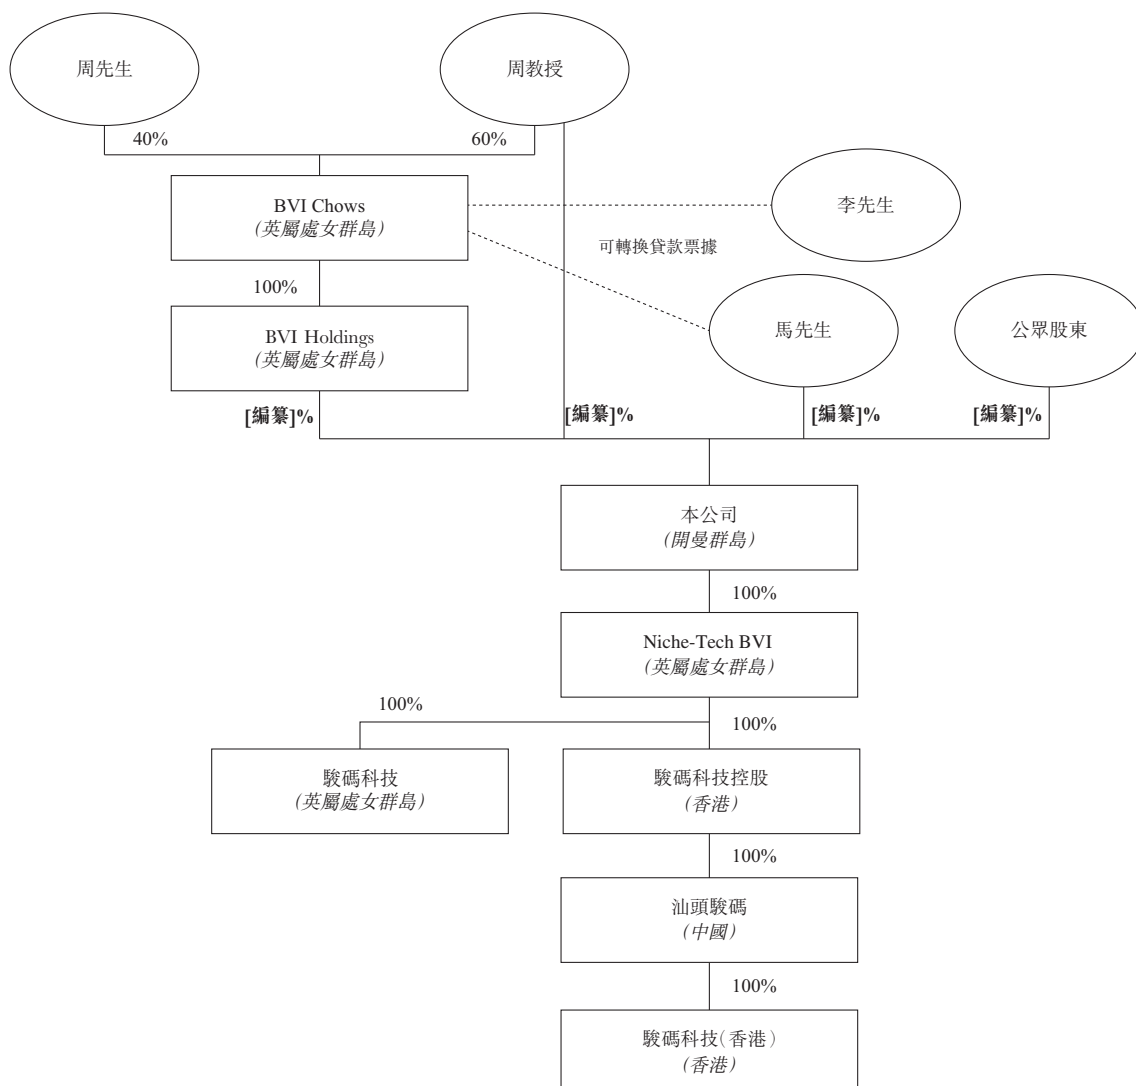 周先生
周教授
40%
60%
BVI Chows
(英屬處女群島)
李先生
可轉換貸款票據
100%
BVI Holdings
(英屬處女群島)
馬先生
公眾股東
[編纂]%
[編纂]%
[編纂]%
[編纂]%
本公司
(開曼群島)
100%
Niche-Tech BVI
(英屬處女群島)
100%
100%
駿碼科技
(英屬處女群島)
駿碼科技控股
(香港)
100%
汕頭駿碼
(中國)
100%
駿碼科技(香港)
(香港)